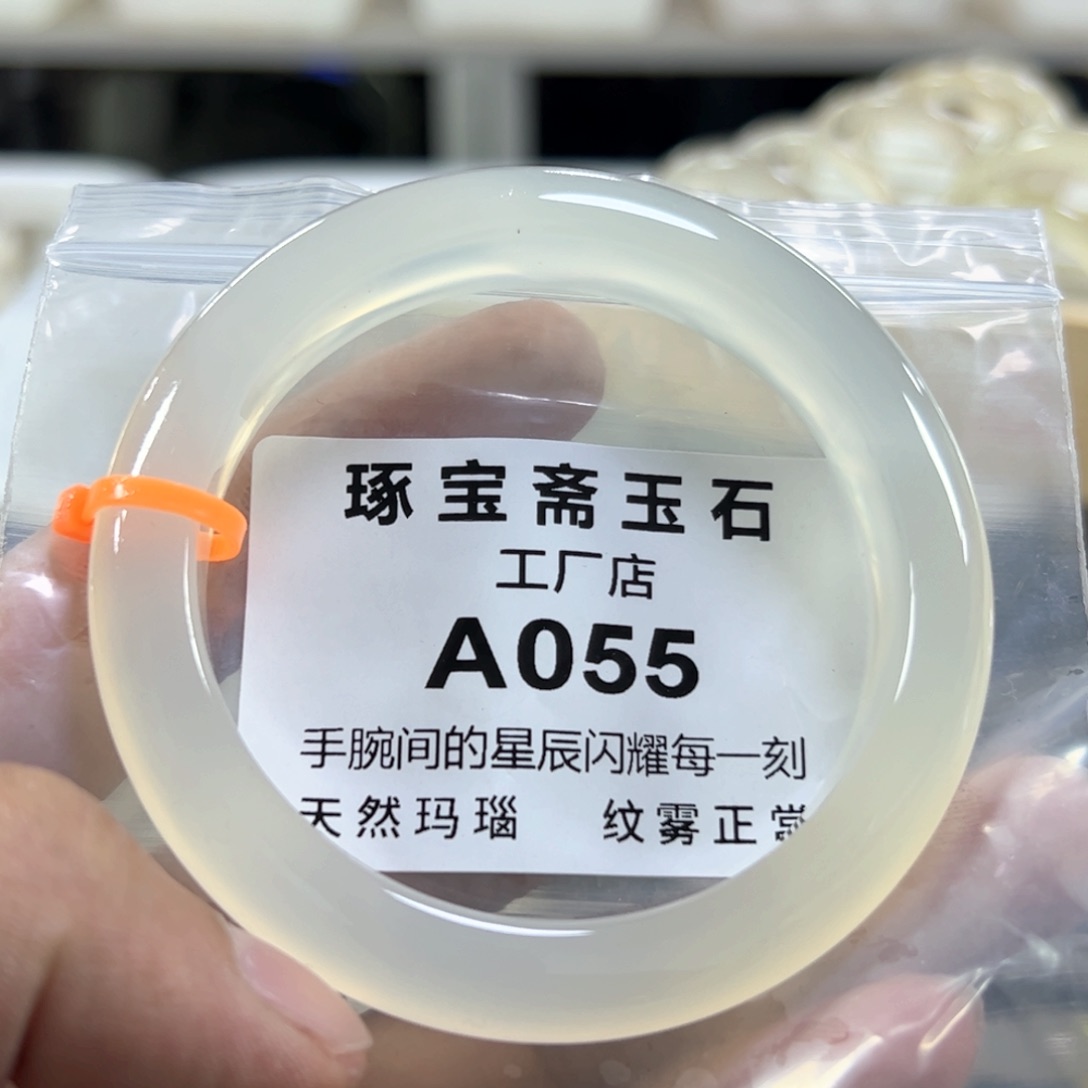 琢宝斋玉石
工厂店
A055
手腕间的星辰闪耀每一刻
天然玛瑙 纹雾正常